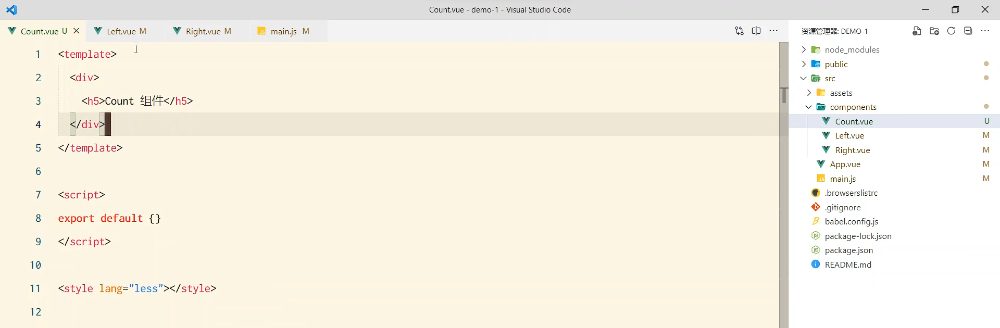 Count.vue - demo-1 - Visual Studio Code
Count.vue U Left.vue M Right.vue M JS main.js M
1 <template>
2 <div>
3 <h5>Count 组件</h5>
4 </div>
5 </template>
6
7 <script>
8 export default {}
9 </script>
10
11 <style lang="less"></style>
12
资源管理器: DEMO-1
node_modules
public
src
assets
components
Count.vue U
Left.vue M
Right.vue M
App.vue M
JS main.js M
.browserslistrc
.gitignore
babel.config.js
package-lock.json
package.json
README.md